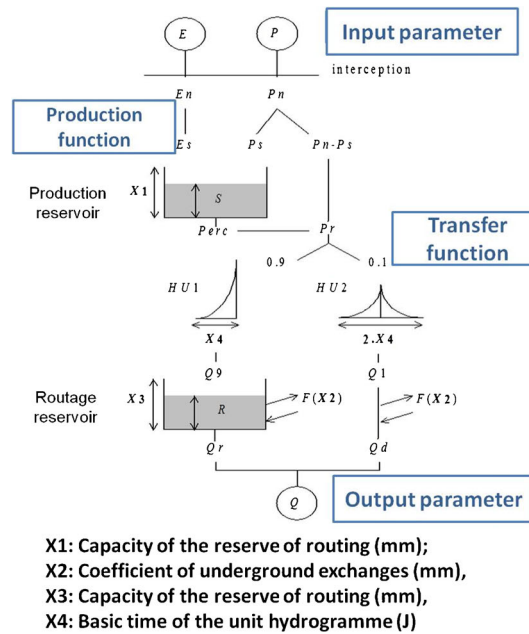 E
P
Input parameter
interception
En
Pn
Production
function
Es
Ps
Pn-Ps
X1
S
Production
reservoir
Perc
Pr
Transfer
function
0.9
0.1
HU1
HU2
X4
2.X4
Q9
Q1
X3
R
F(X2)
F(X2)
Routage
reservoir
Qr
Qd
Q
Output parameter
X1: Capacity of the reserve of routing (mm);
X2: Coefficient of underground exchanges (mm),
X3: Capacity of the reserve of routing (mm),
X4: Basic time of the unit hydrogramme (J)